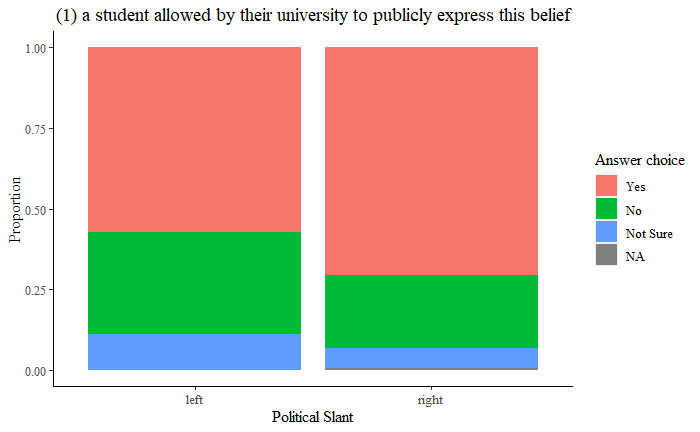 (1) a student allowed by their university to publicly express this belief
1.00
0.75
0.50
0.25
0.00
Proportion
left
right
Political Slant
Answer choice
Yes
No
Not Sure
NA